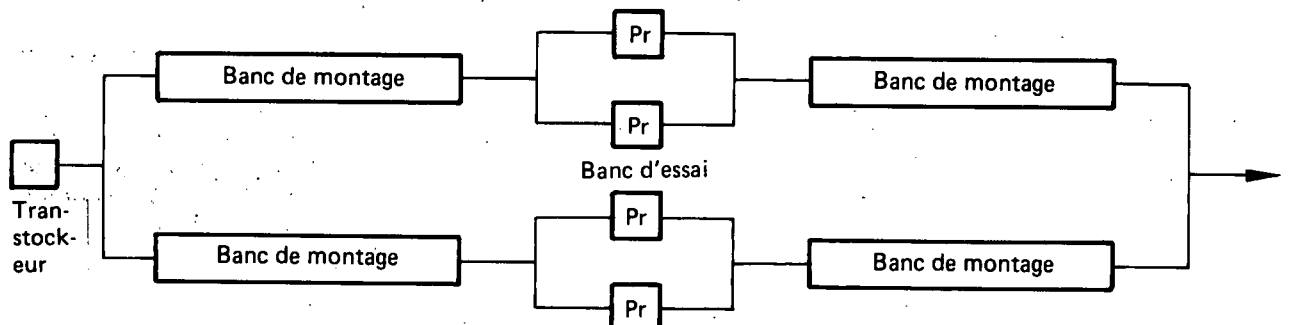 Pr
Banc de montage
Banc de montage
Pr
Banc d'essai
Tran-
stock-
eur
Pr
Banc de montage
Banc de montage
Pr